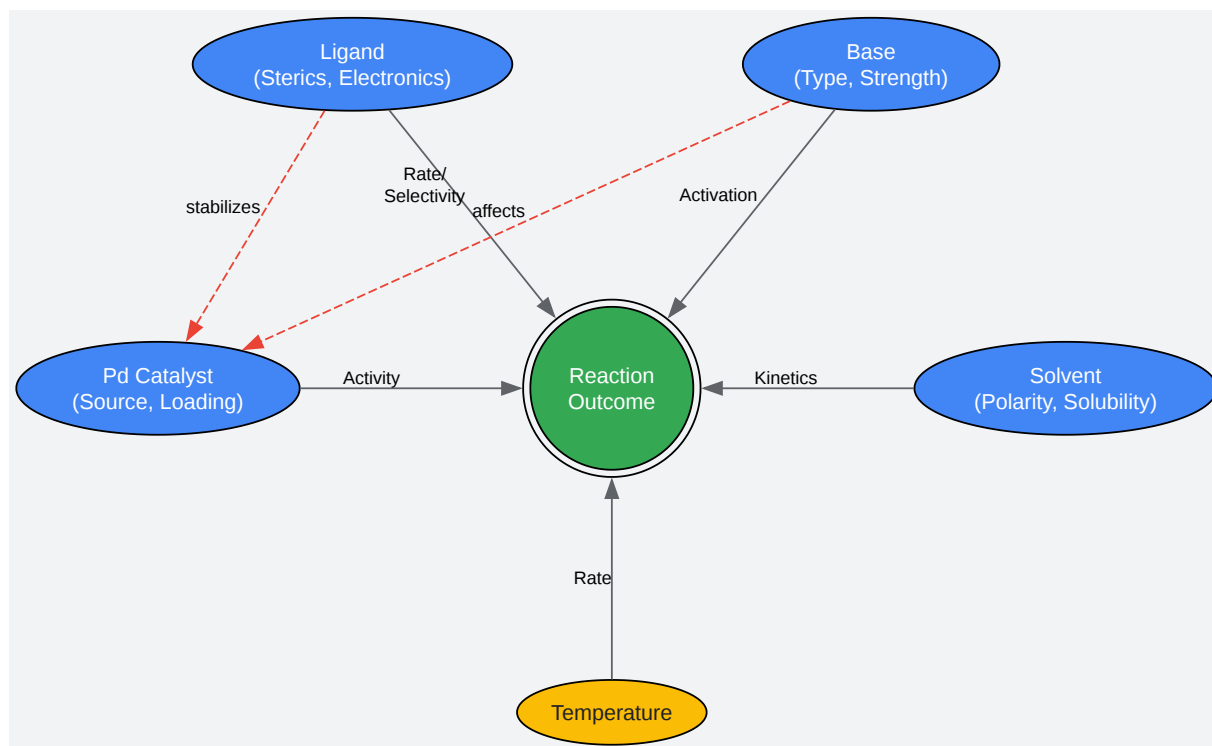 Ligand
(Sterics, Electronics)
Base
(Type, Strength)
Rate/
Selectivity
stabilizes
affects
Activation
Pd Catalyst
(Source, Loading)
Activity
Reaction
Outcome
Kinetics
Solvent
(Polarity, Solubility)
Rate
Temperature